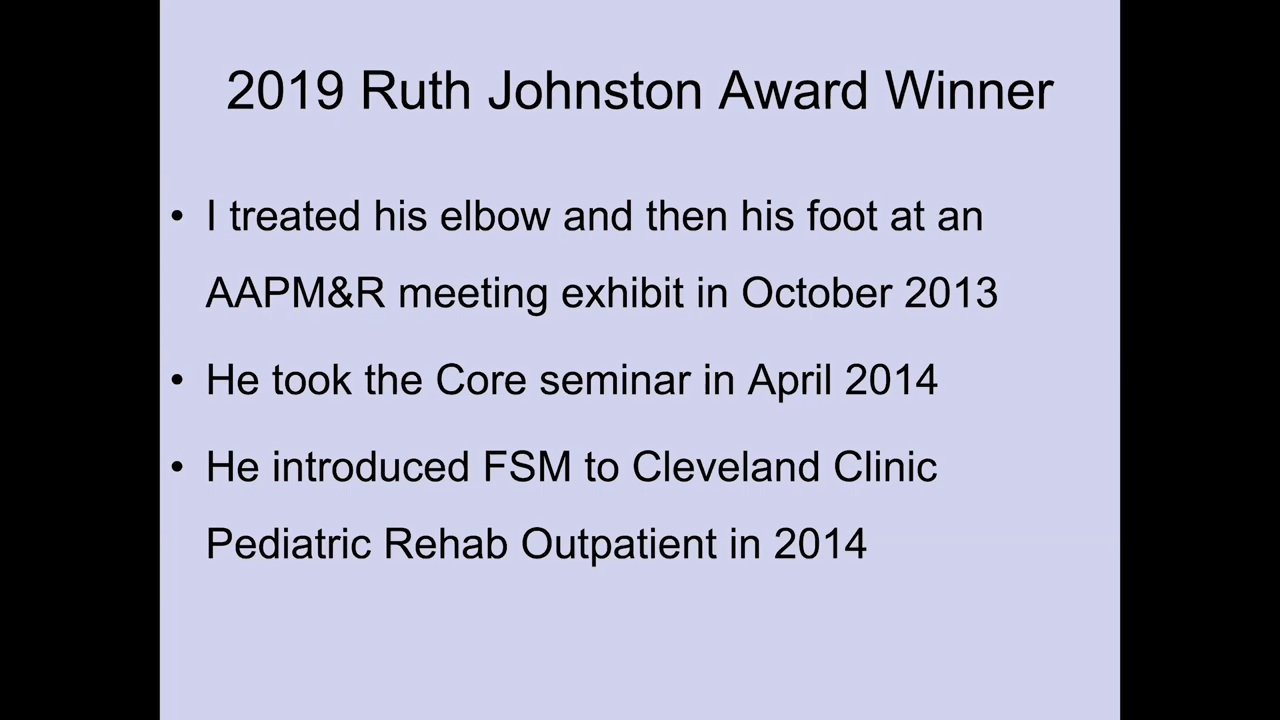 2019 Ruth Johnston Award Winner
• I treated his elbow and then his foot at an
AAPM&R meeting exhibit in October 2013
• He took the Core seminar in April 2014
• He introduced FSM to Cleveland Clinic
Pediatric Rehab Outpatient in 2014